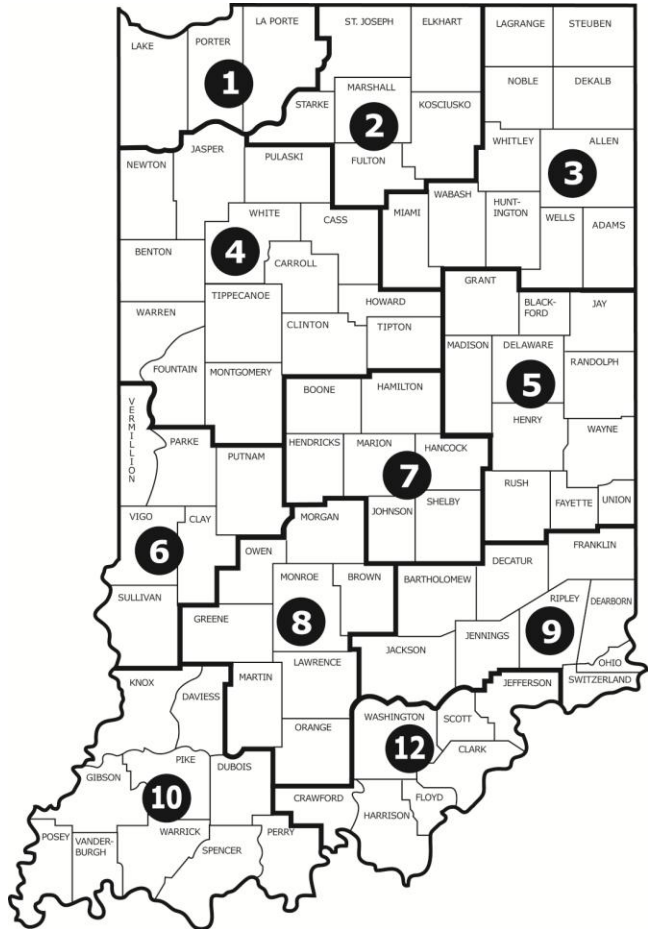 LAKE
PORTER
LA PORTE
ST. JOSEPH
ELKHART
LAGRANGE
STEUBEN
1
STARKE
MARSHALL
2
KOSCIUSKO
NOBLE
DEKALB
NEWTON
JASPER
PULASKI
FULTON
WHITLEY
ALLEN
3
MIAMI
WABASH
HUNT-
INGTON
WELLS
ADAMS
BENTON
WHITE
CASS
4
CARROLL
WARREN
TIPPECANOE
HOWARD
CLINTON
TIPTON
GRANT
BLACK-
FORD
JAY
FOUNTAIN
MONTGOMERY
MADISON
DELAWARE
RANDOLPH
5
HENRY
WAYNE
RUSH
FAYETTE
UNION
VERMILLION
PARKE
PUTNAM
BOONE
HAMILTON
HENDRICKS
MARION
HANCOCK
7
JOHNSON
SHELBY
VIGO
CLAY
6
SULLIVAN
OWEN
MORGAN
MONROE
BROWN
8
GREENE
LAWRENCE
MARTIN
ORANGE
BARTHOLOMEW
DECATUR
FRANKLIN
RIPLEY
DEARBORN
9
JENNINGS
JACKSON
OHIO
SWITZERLAND
JEFFERSON
KNOX
DAVIESS
PIKE
DUBOIS
GIBSON
10
POSEY
VANDER-
BURGH
WARRICK
SPENCER
PERRY
CRAWFORD
WASHINGTON
SCOTT
12
CLARK
FLOYD
HARRISON